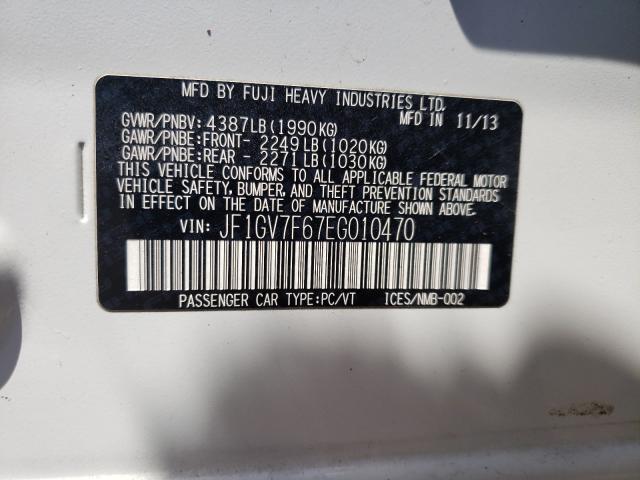 MFD BY FUJI HEAVY INDUSTRIES LTD.
MFD IN 11/13
GVWR/PNBV: 4387LB(1990KG)
GAWR/PNBE: FRONT- 2249LB(1020KG)
GAWR/PNBE: REAR - 2271LB(1030KG)
THIS VEHICLE CONFORMS TO ALL APPLICABLE FEDERAL MOTOR
VEHICLE SAFETY, BUMPER, AND THEFT PREVENTION STANDARDS
IN EFFECT ON THE DATE OF MANUFACTURE SHOWN ABOVE.
VIN: JF1GV7F67EG010470
PASSENGER CAR TYPE:PC/VT ICES/NMB-002